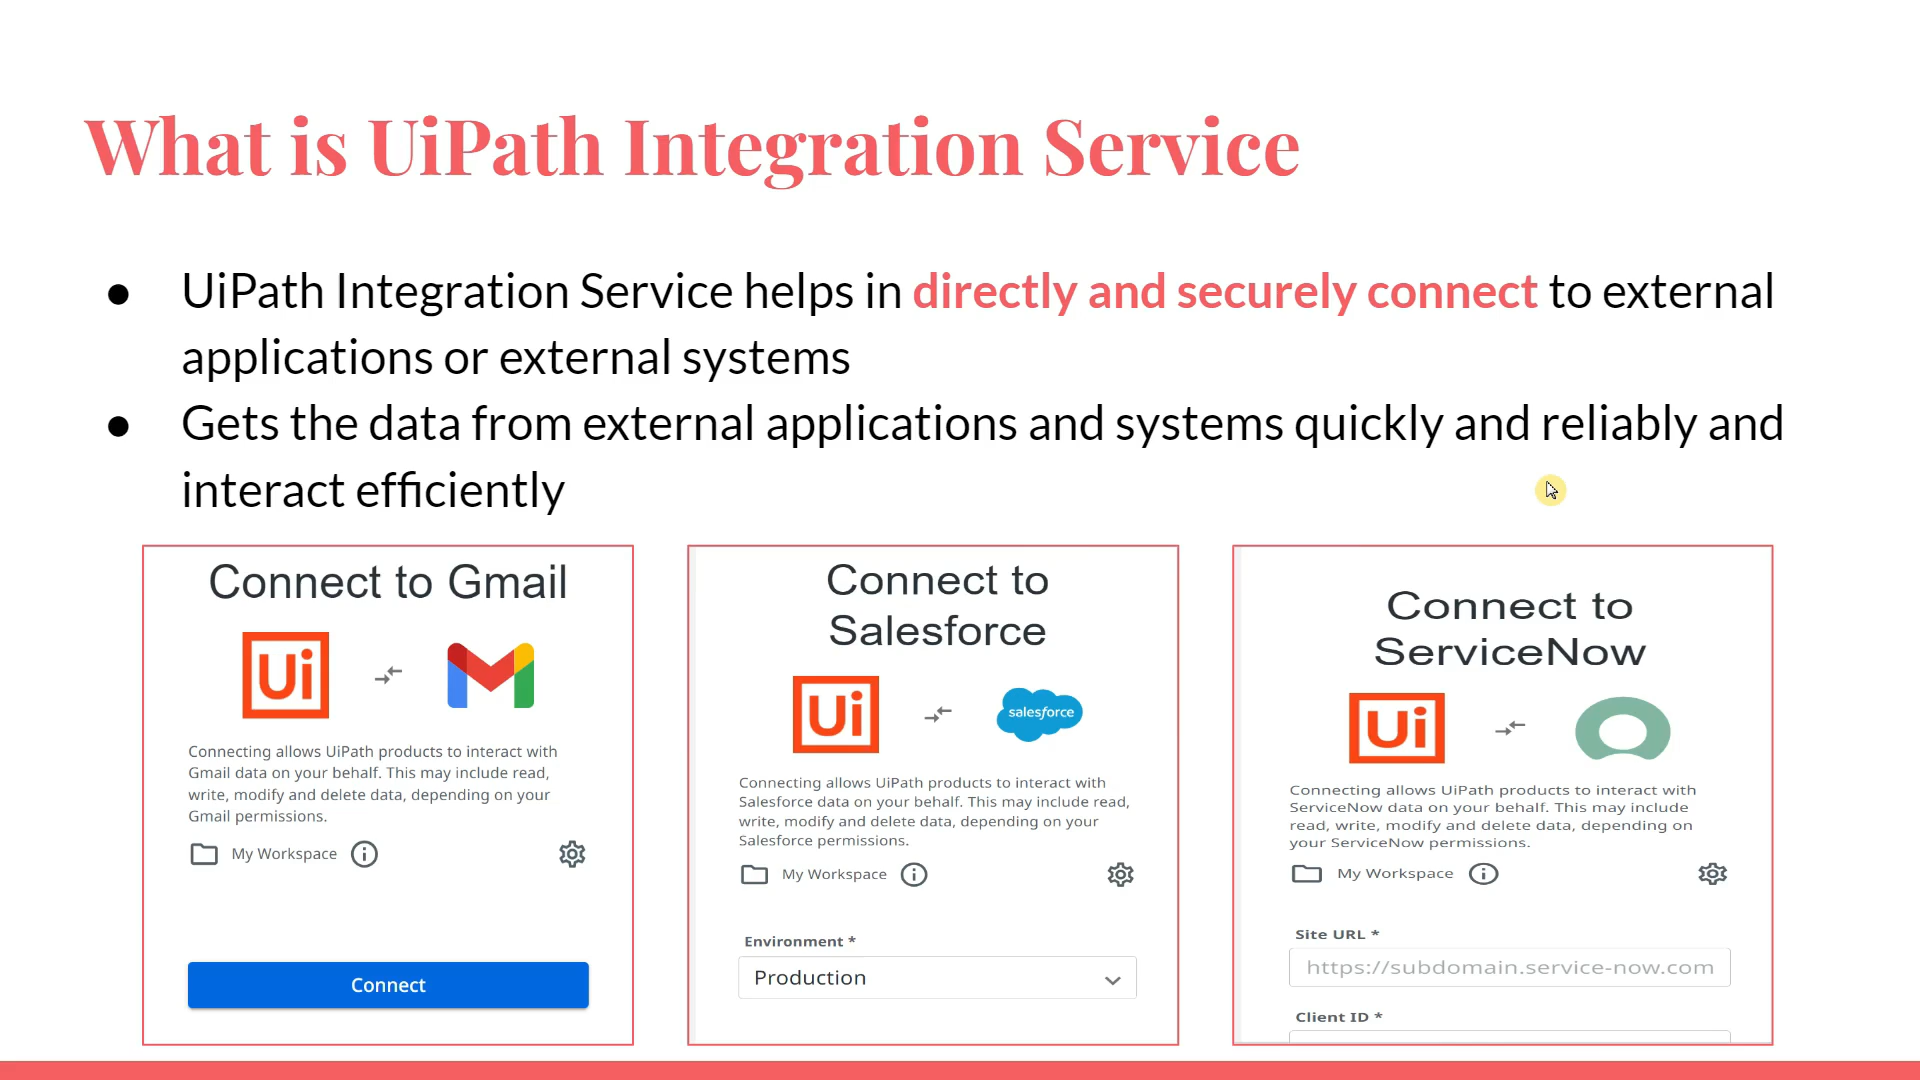 What is UiPath Integration Service
● UiPath Integration Service helps in directly and securely connect to external
applications or external systems
● Gets the data from external applications and systems quickly and reliably and
interact efficiently
Connect to Gmail
Ui
Connecting allows UiPath products to interact with
Gmail data on your behalf. This may include read,
write, modify and delete data, depending on your
Gmail permissions.
My Workspace
Connect
Connect to
Salesforce
Ui
salesforce
Connecting allows UiPath products to interact with
Salesforce data on your behalf. This may include read,
write, modify and delete data, depending on your
Salesforce permissions.
My Workspace
Environment *
Production
Connect to
ServiceNow
Ui
Connecting allows UiPath products to interact with
ServiceNow data on your behalf. This may include
read, write, modify and delete data, depending on
your ServiceNow permissions.
My Workspace
Site URL *
https://subdomain.service-now.com
Client ID *